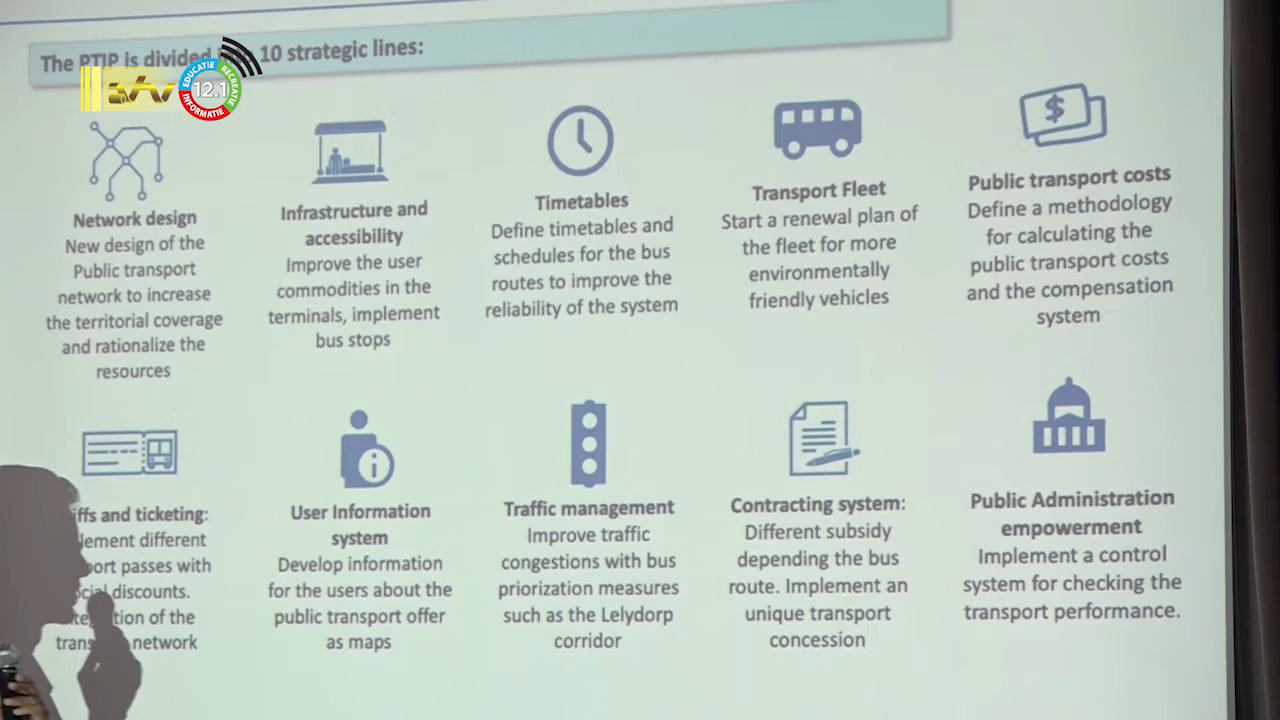 The PTIP is divided 10 strategic lines:
stv
EDUCATIE
RECREATIE
INFORMATIE
12.1
Network design
New design of the
Public transport
network to increase
the territorial coverage
and rationalize the
resources
Infrastructure and
accessibility
Improve the user
commodities in the
terminals, implement
bus stops
Timetables
Define timetables and
schedules for the bus
routes to improve the
reliability of the system
Transport Fleet
Start a renewal plan of
the fleet for more
environmentally
friendly vehicles
$
Public transport costs
Define a methodology
for calculating the
public transport costs
and the compensation
system
and ticketing:
different
passes with
discounts.
of the
network
i
User Information
system
Develop information
for the users about the
public transport offer
as maps
Traffic management
Improve traffic
congestions with bus
priorization measures
such as the Lelydorp
corridor
Contracting system:
Different subsidy
depending the bus
route. Implement an
unique transport
concession
Public Administration
empowerment
Implement a control
system for checking the
transport performance.